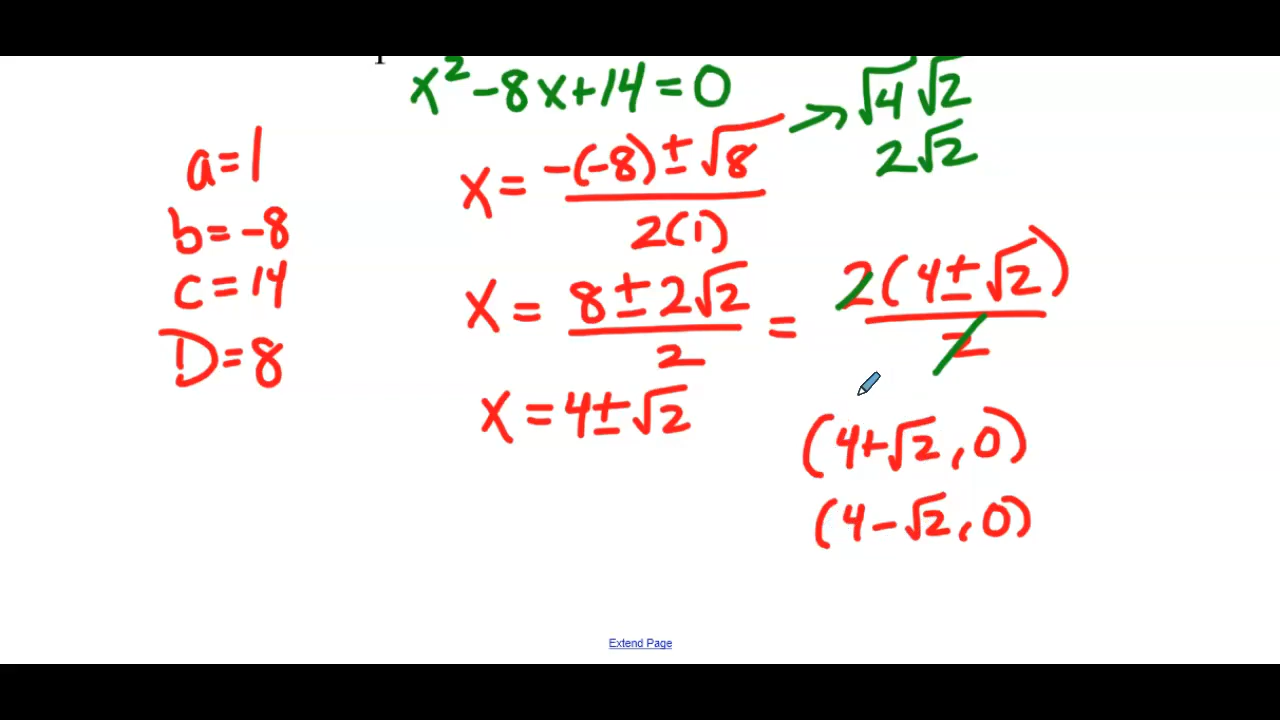 x² - 8x + 14 = 0
→ √4 √2
2√2
a = 1
b = -8
c = 14
D = 8
x = (-(-8) ± √8) / 2(1)
x = (8 ± 2√2) / 2 = 2(4 ± √2) / 2
x = 4 ± √2
(4+√2, 0)
(4-√2, 0)
Extend Page